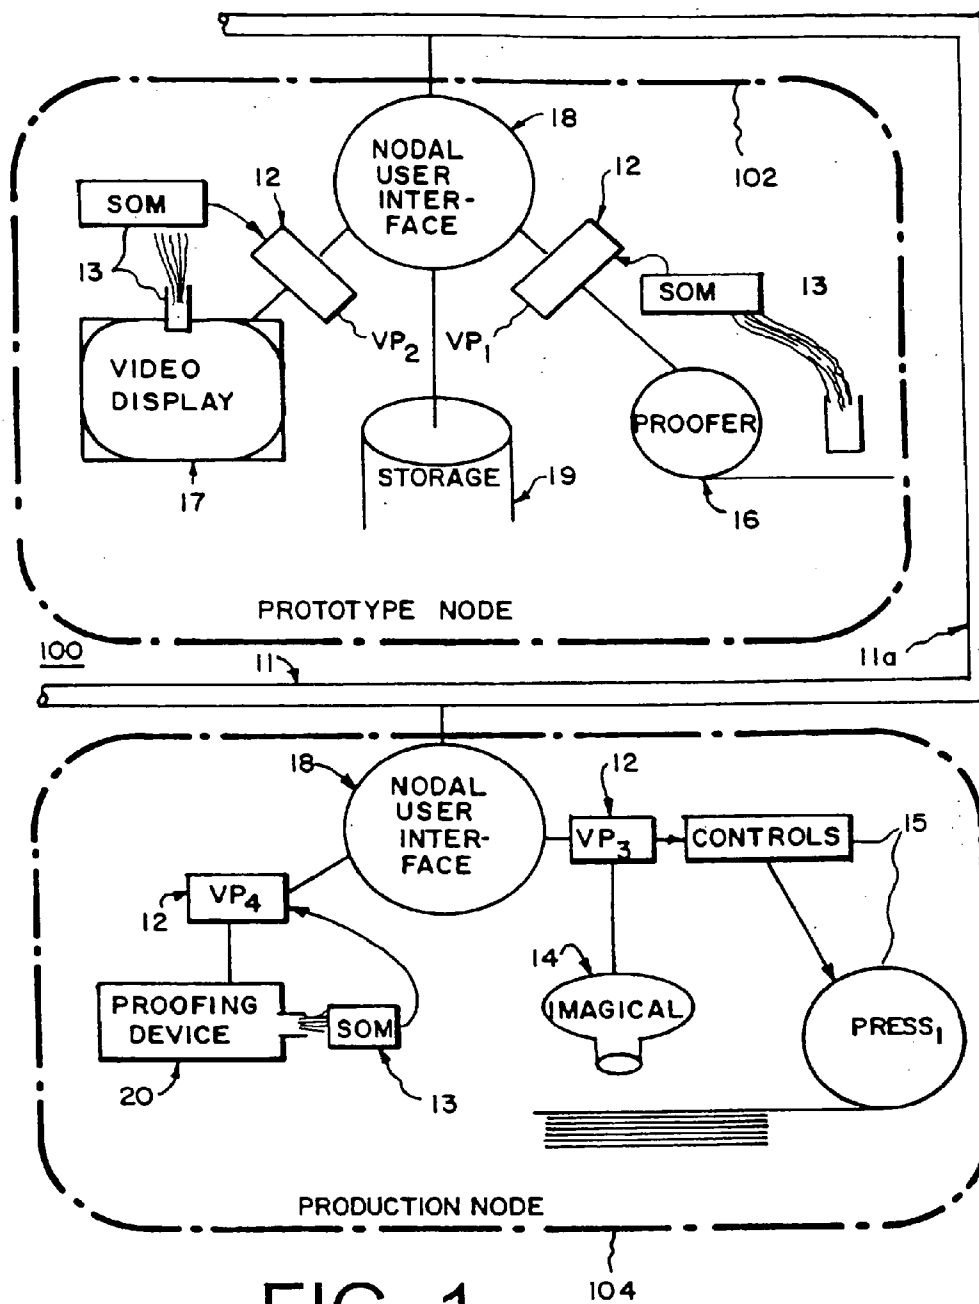 18
NODAL
USER
INTER-
FACE
12
12
102
SOM
13
SOM
13
VP2
VP1
VIDEO
DISPLAY
PROOFER
STORAGE
17
19
16
PROTOTYPE NODE
100
11
11a
18
NODAL
USER
INTER-
FACE
12
VP3
CONTROLS
15
VP4
12
14
IMAGICAL
PROOFING
DEVICE
SOM
PRESS1
20
13
PRODUCTION NODE
104
FIG. 1